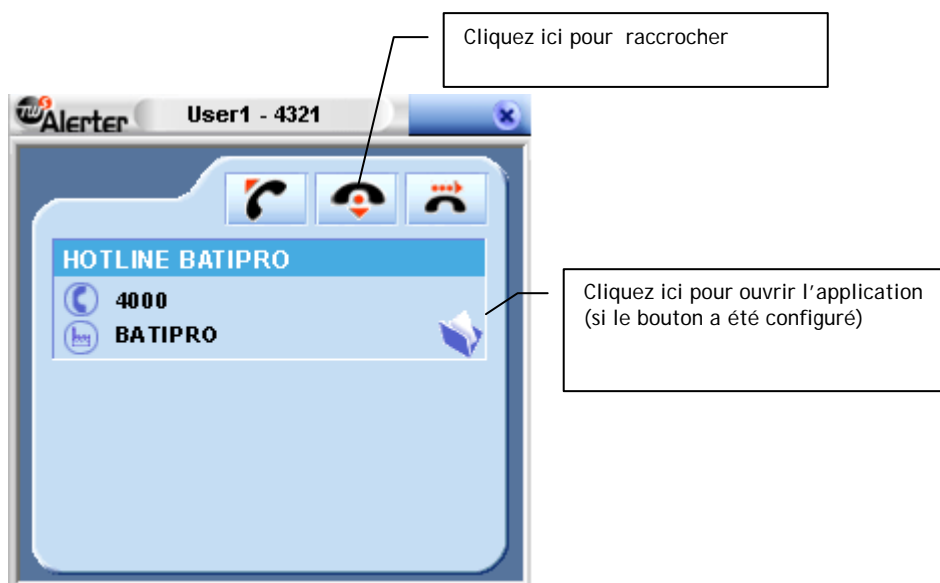 Cliquez ici pour raccrocher
TWS Alerter User1 - 4321
HOTLINE BATIPRO
4000
BATIPRO
Cliquez ici pour ouvrir l'application
(si le bouton a été configuré)